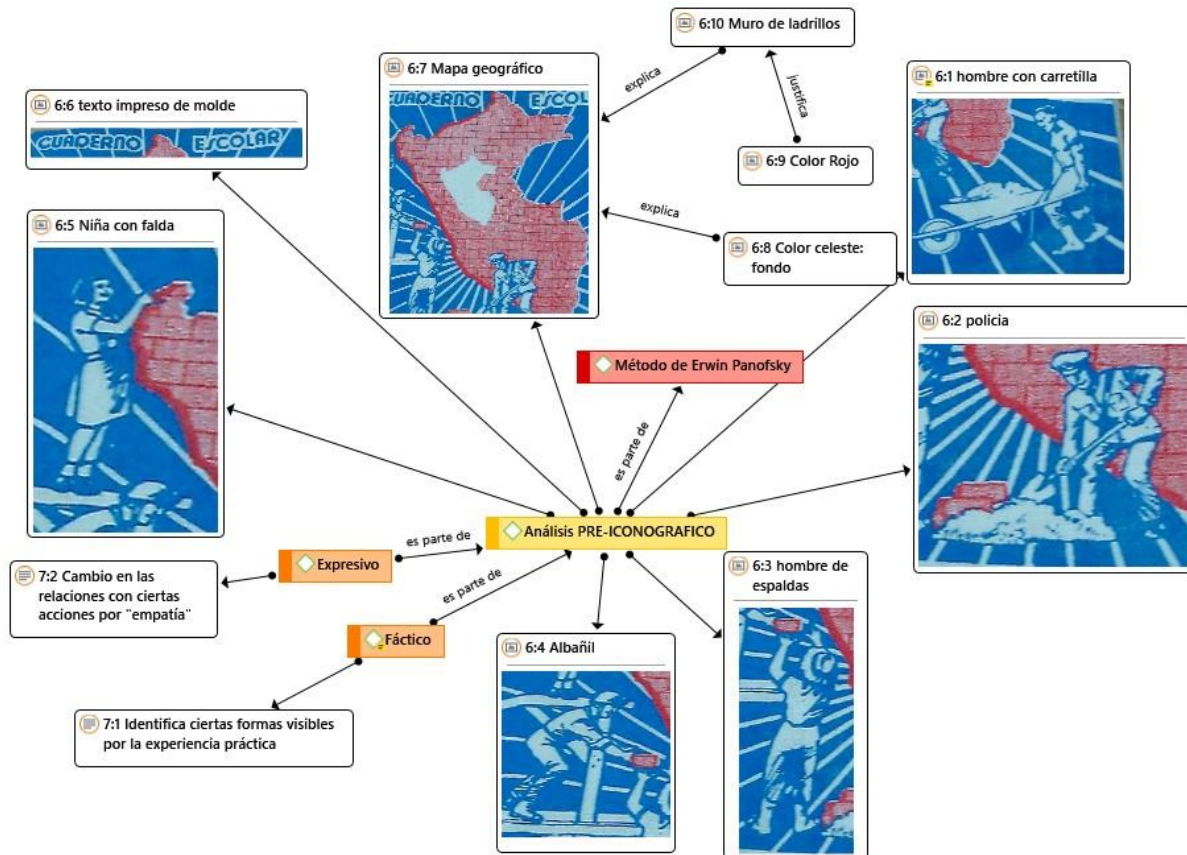 6:10 Muro de ladrillos
explica
justifica
6:7 Mapa geográfico
CUADERNO ESCOL
6:1 hombre con carretilla
6:6 texto impreso de molde
CUADERNO ESCOLAR
6:9 Color Rojo
explica
6:5 Niña con falda
6:8 Color celeste:
fondo
6:2 policia
Método de Erwin Panofsky
es parte de
Análisis PRE-ICONOGRAFICO
es parte de
Expresivo
7:2 Cambio en las
relaciones con ciertas
acciones por "empatía"
es parte de
Fáctico
6:3 hombre de
espaldas
6:4 Albañil
7:1 Identifica ciertas formas visibles
por la experiencia práctica